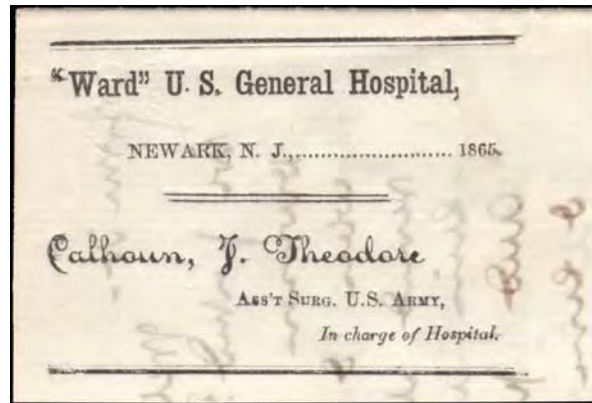 "Ward" U. S. General Hospital,
NEWARK, N. J.,........................... 1865.
Calhoun, J. Theodore
Ass't Surg. U.S. Army,
In charge of Hospital.